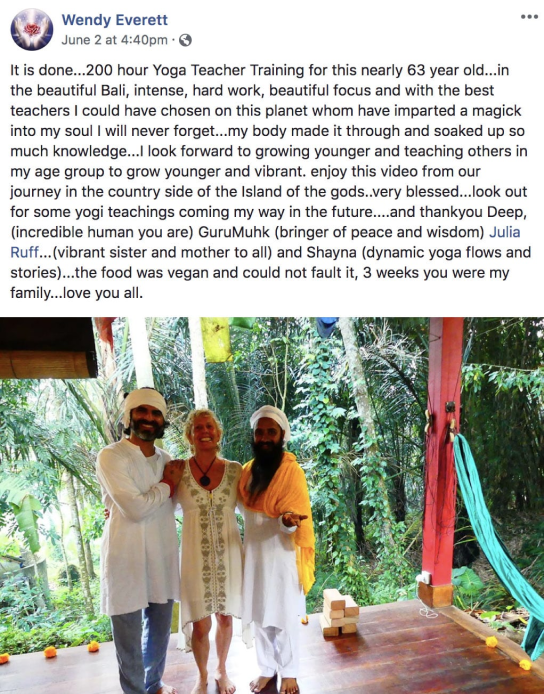 Wendy Everett
June 2 at 4:40pm ·
It is done...200 hour Yoga Teacher Training for this nearly 63 year old...in
the beautiful Bali, intense, hard work, beautiful focus and with the best
teachers I could have chosen on this planet whom have imparted a magick
into my soul I will never forget...my body made it through and soaked up so
much knowledge...I look forward to growing younger and teaching others in
my age group to grow younger and vibrant. enjoy this video from our
journey in the country side of the Island of the gods..very blessed...look out
for some yogi teachings coming my way in the future....and thankyou Deep,
(incredible human you are) GuruMuhk (bringer of peace and wisdom) Julia
Ruff...(vibrant sister and mother to all) and Shayna (dynamic yoga flows and
stories)...the food was vegan and could not fault it, 3 weeks you were my
family...love you all.